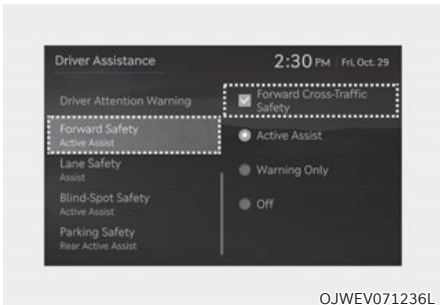 Driver Assistance
2:30 PM Fri, Oct. 29
Driver Attention Warning
Forward Safety
Active Assist
Lane Safety
Assist
Blind-Spot Safety
Active Assist
Parking Safety
Rear Active Assist
Forward Cross-Traffic
Safety
Active Assist
Warning Only
Off
OJWEV071236L